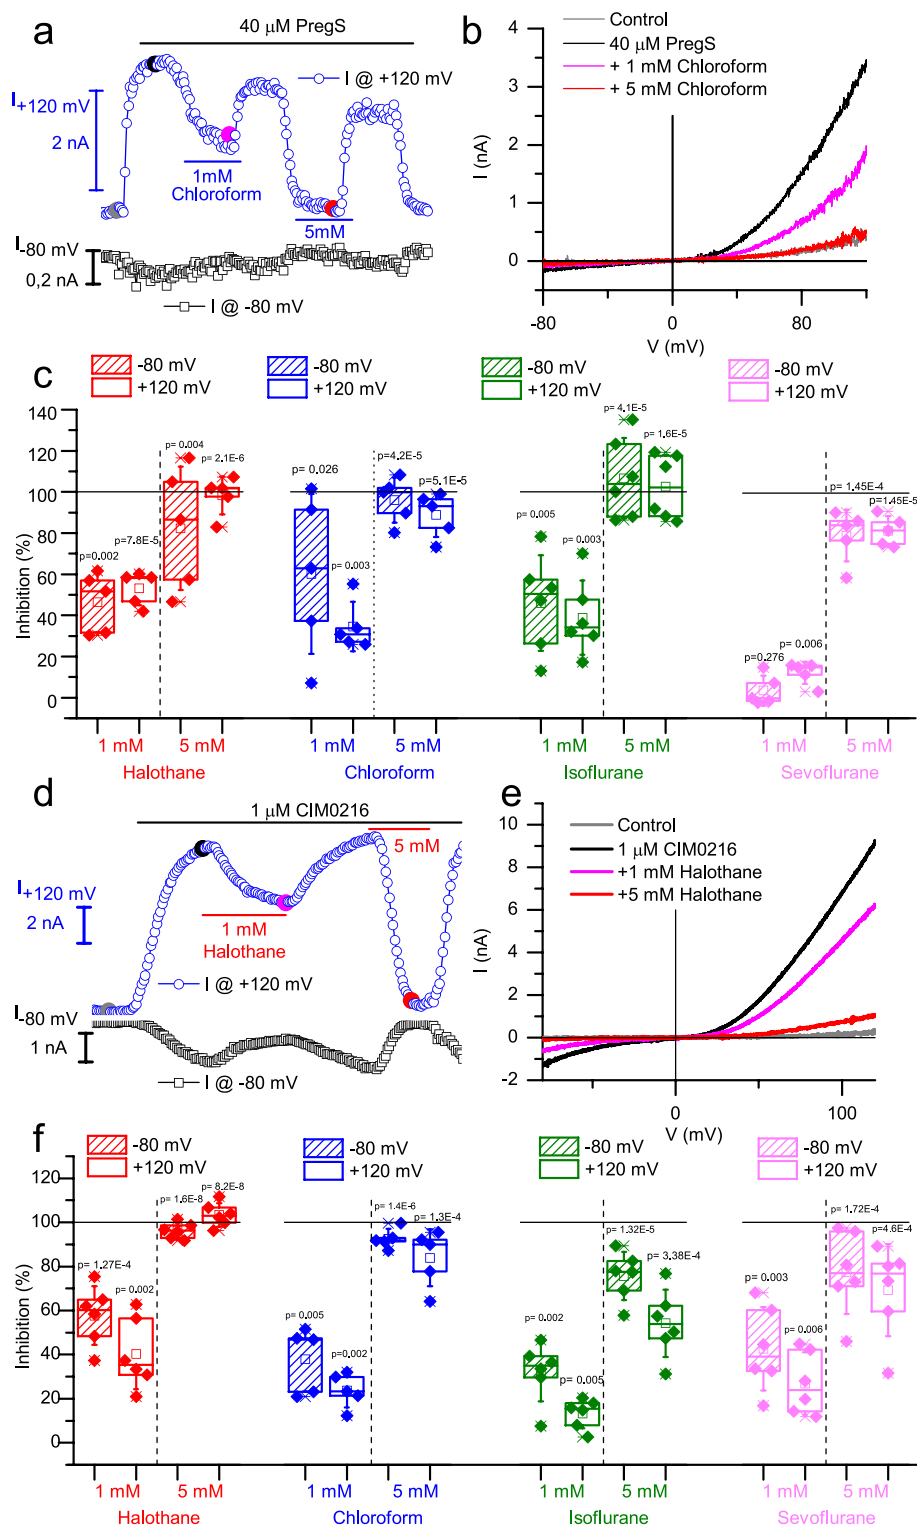 a
40 μM PregS
I @ +120 mV
I+120 mV
2 nA
1mM
Chloroform
5mM
I-80 mV
0,2 nA
I @ -80 mV
b
Control
40 μM PregS
+ 1 mM Chloroform
+ 5 mM Chloroform
4
3
2
1
0
I (nA)
-80
0
80
V (mV)
c
-80 mV
+120 mV
-80 mV
+120 mV
-80 mV
+120 mV
-80 mV
+120 mV
140
120
100
80
60
40
20
0
Inhibition (%)
p=0.002
p=7.8E-5
p= 0.004
p= 2.1E-6
p= 0.026
p= 0.003
p=4.2E-5
p=5.1E-5
p= 0.005
p= 0.003
p= 4.1E-5
p= 1.6E-5
p=0.276
p= 0.006
p= 1.45E-4
p=1.45E-5
1 mM
5 mM
Halothane
1 mM
5 mM
Chloroform
1 mM
5 mM
Isoflurane
1 mM
5 mM
Sevoflurane
d
1 μM CIM0216
5 mM
I+120 mV
2 nA
1 mM
Halothane
I @ +120 mV
I-80 mV
1 nA
I @ -80 mV
e
Control
1 μM CIM0216
+1 mM Halothane
+5 mM Halothane
10
8
6
4
2
0
-2
I (nA)
0
100
V (mV)
f
-80 mV
+120 mV
-80 mV
+120 mV
-80 mV
+120 mV
-80 mV
+120 mV
120
100
80
60
40
20
0
Inhibition (%)
p= 1.27E-4
p= 0.002
p= 1.6E-8
p= 8.2E-8
p= 0.005
p=0.002
p= 1.4E-6
p= 1.3E-4
p= 0.002
p= 0.005
p= 1.32E-5
p= 3.38E-4
p= 0.003
p= 0.006
p= 1.72E-4
p=4.6E-4
1 mM
5 mM
Halothane
1 mM
5 mM
Chloroform
1 mM
5 mM
Isoflurane
1 mM
5 mM
Sevoflurane